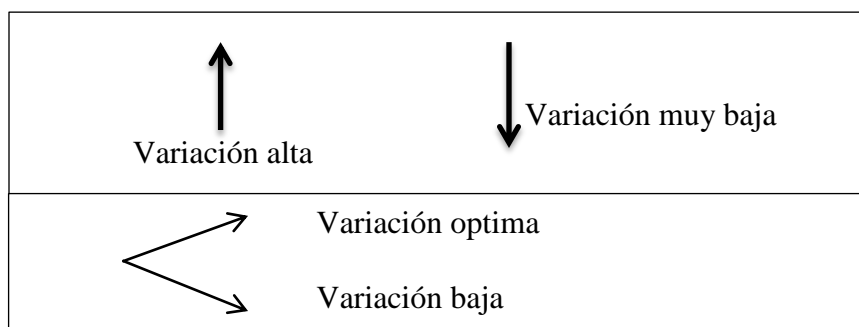 Variación muy baja
Variación alta
Variación optima
Variación baja